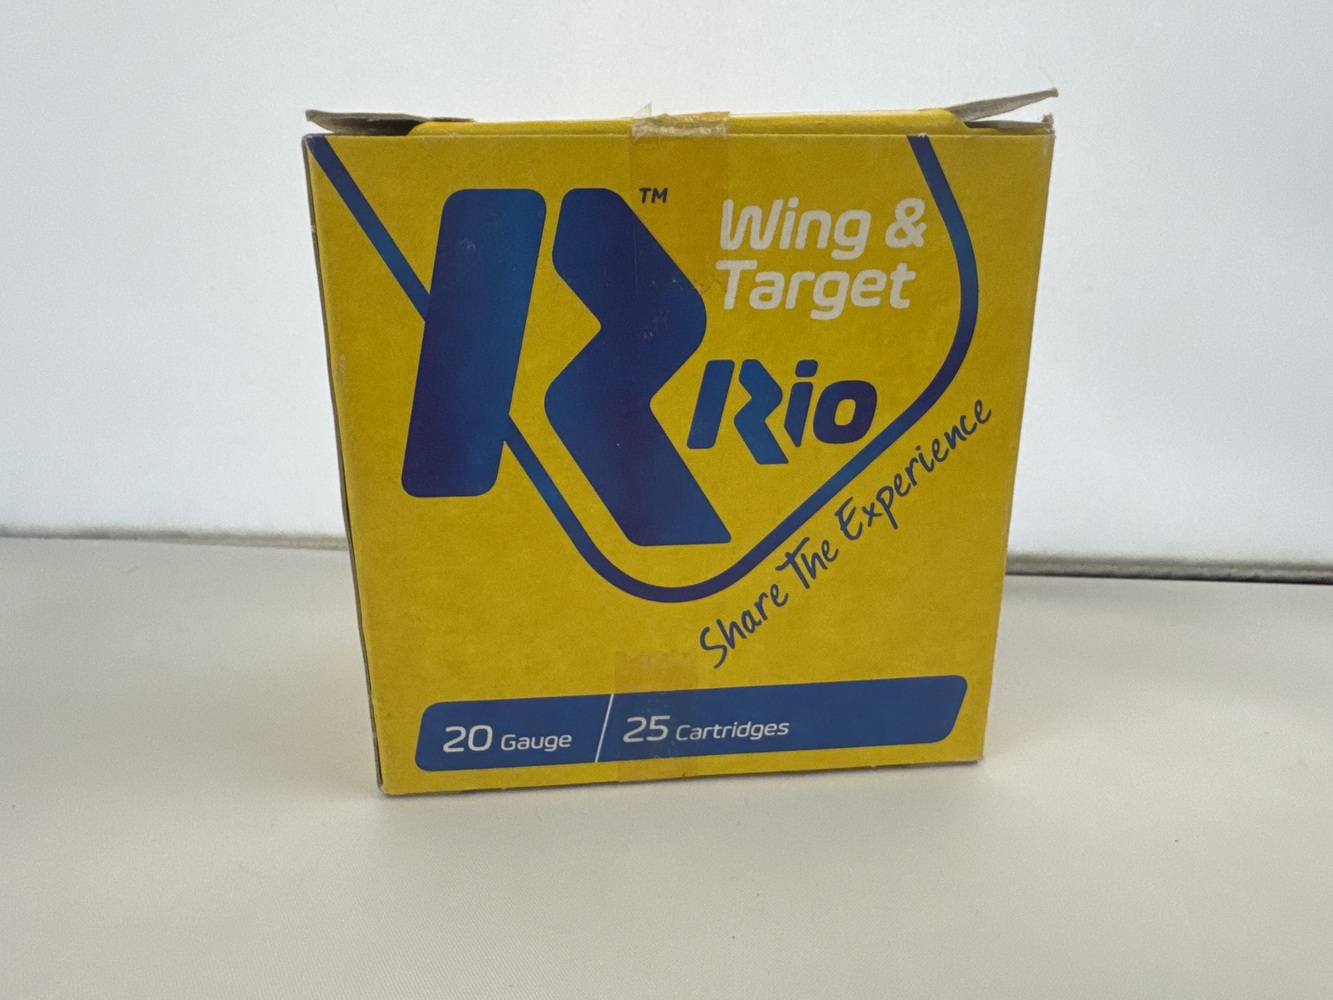 TM
Wing &
Target
Rio
Share The Experience
20 Gauge
25 Cartridges